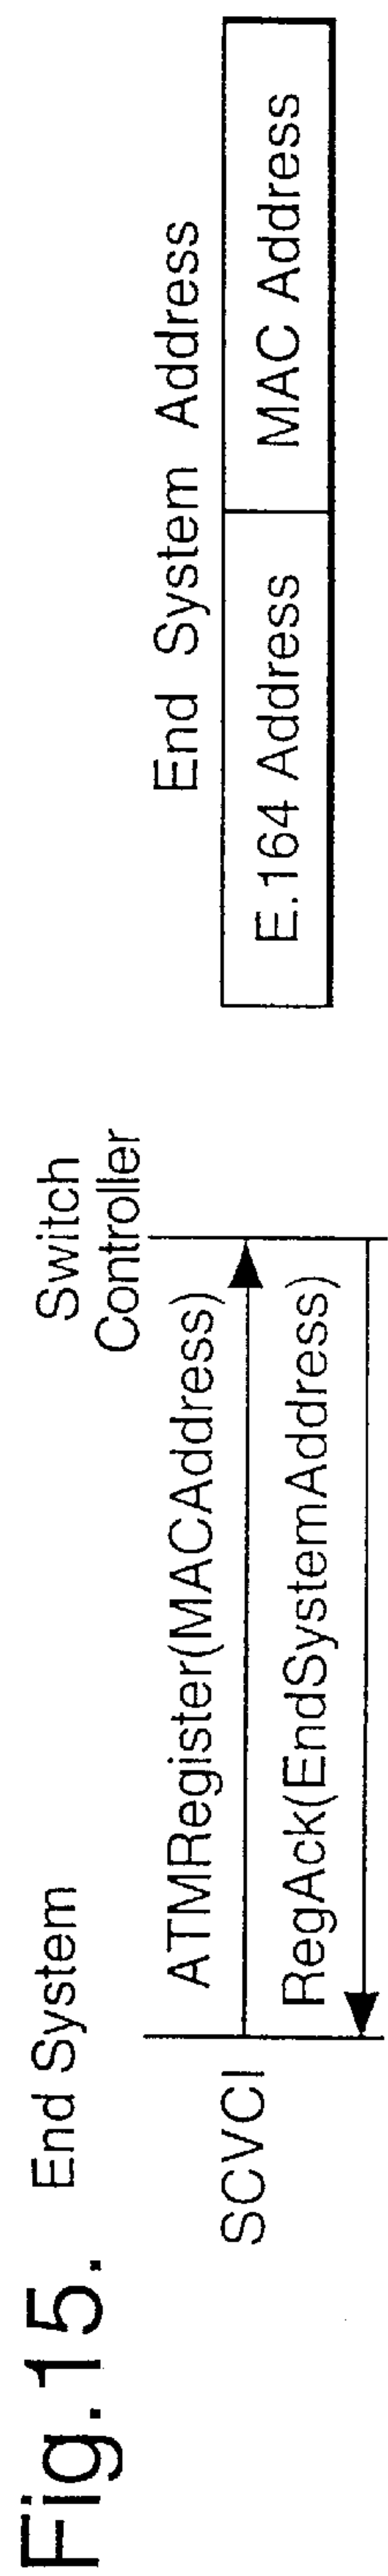 Fig.15.
End System
Switch
Controller
SCVCI
ATMRegister(MACAddress)
RegAck(EndSystemAddress)
End System Address
E.164 Address
MAC Address